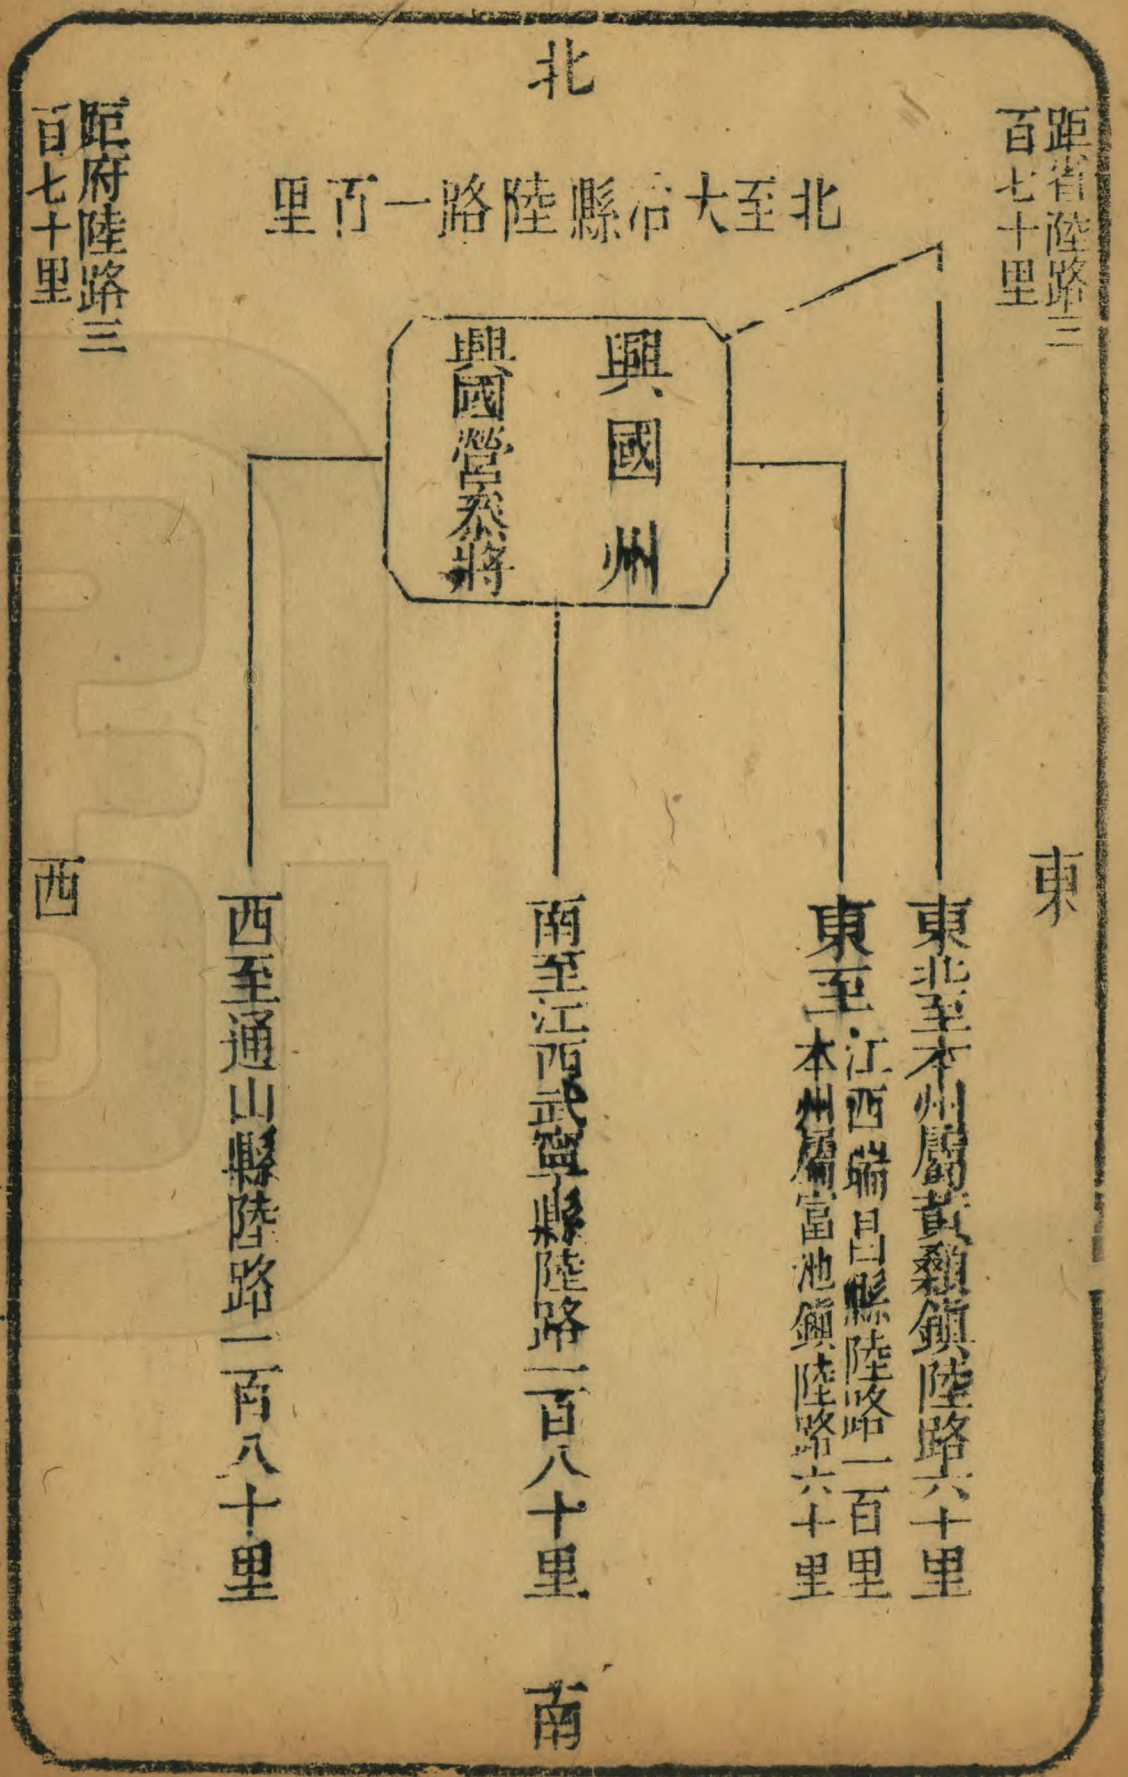 北
距省陸路三
百七十里
北至大冶縣陸路一百里
距府陸路三
百七十里
興國州
興國營叅將
東
東北至本州屬黃顙鎮陸路六十里
東至
江西瑞昌縣陸路一百里
本州屬富池鎮陸路六十里
南至江西武寧縣陸路一百八十里
西至通山縣陸路一百八十里
西
南